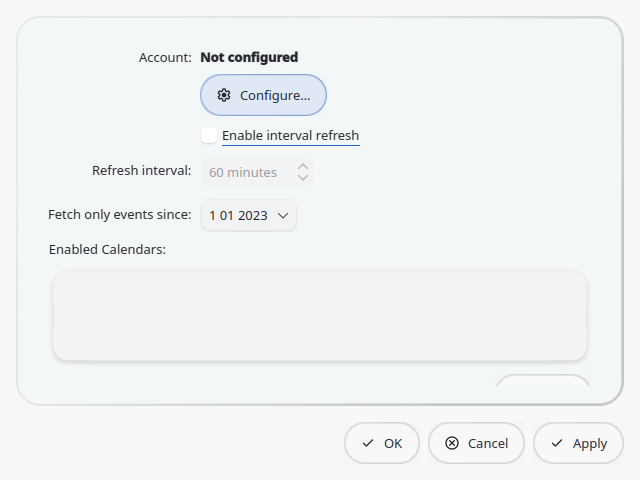 Account: Not configured
Configure...
Enable interval refresh
Refresh interval: 60 minutes
Fetch only events since: 1 01 2023
Enabled Calendars:
OK Cancel Apply